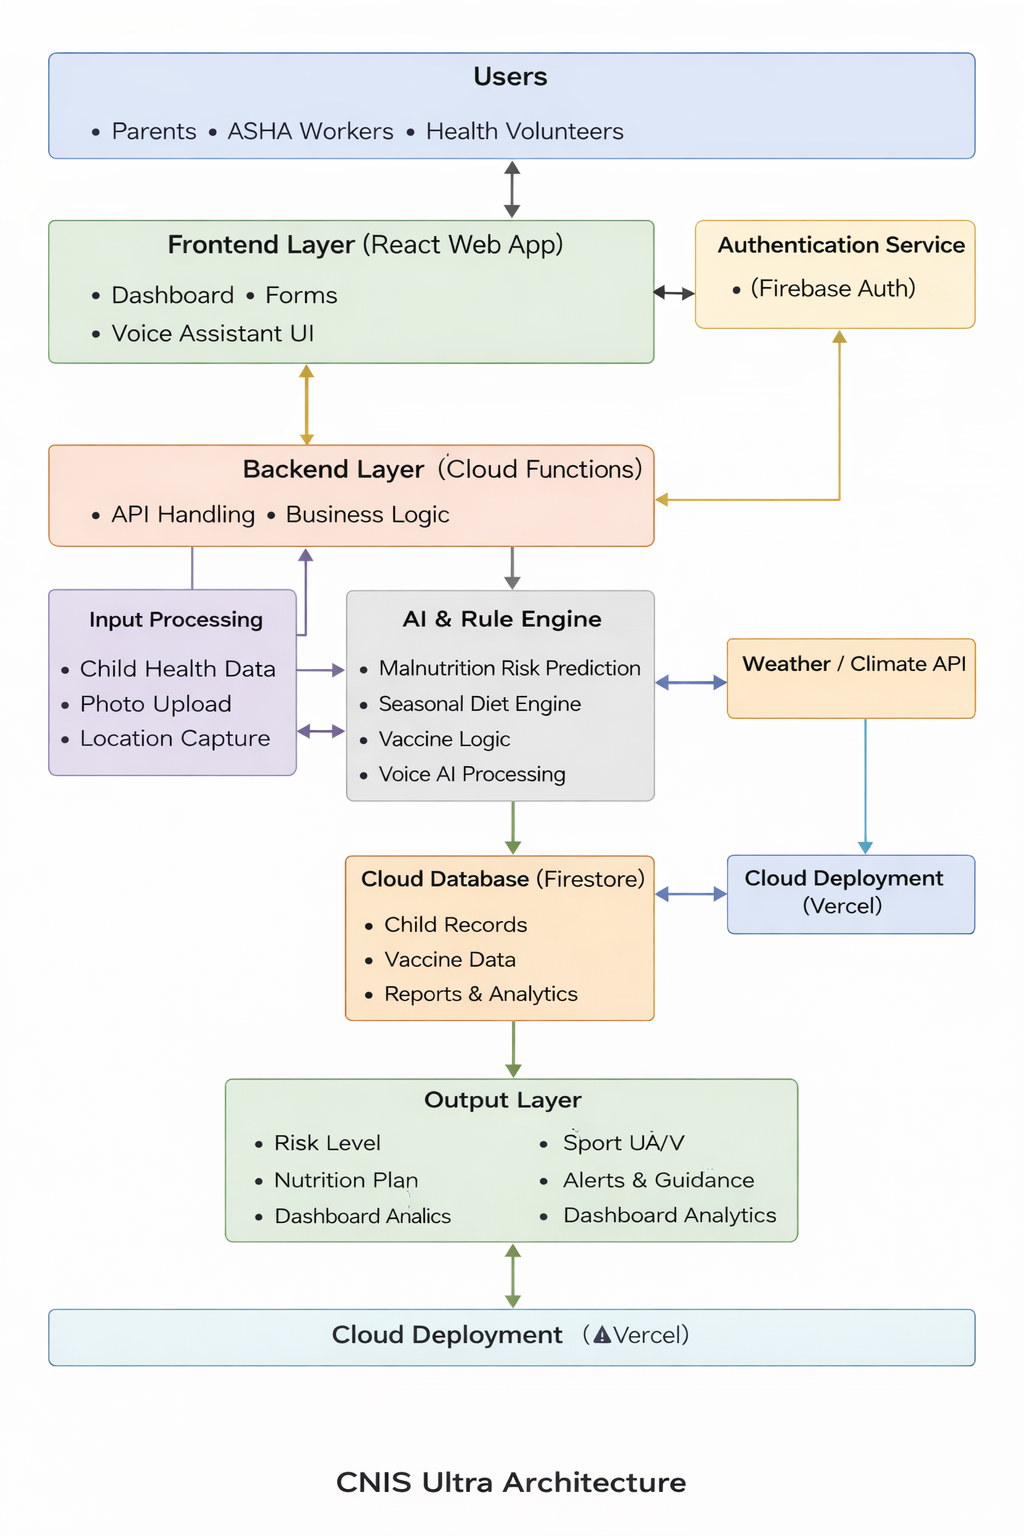 Users
• Parents • ASHA Workers • Health Volunteers
Frontend Layer (React Web App)
• Dashboard • Forms
• Voice Assistant UI
Authentication Service
• (Firebase Auth)
Backend Layer (Cloud Functions)
• API Handling • Business Logic
Input Processing
• Child Health Data
• Photo Upload
• Location Capture
AI & Rule Engine
• Malnutrition Risk Prediction
• Seasonal Diet Engine
• Vaccine Logic
• Voice AI Processing
Weather / Climate API
Cloud Database (Firestore)
• Child Records
• Vaccine Data
• Reports & Analytics
Cloud Deployment
(Vercel)
Output Layer
• Risk Level
• Nutrition Plan
• Dashboard Analics
• Sport UA/V
• Alerts & Guidance
• Dashboard Analytics
Cloud Deployment (Vercel)
CNIS Ultra Architecture